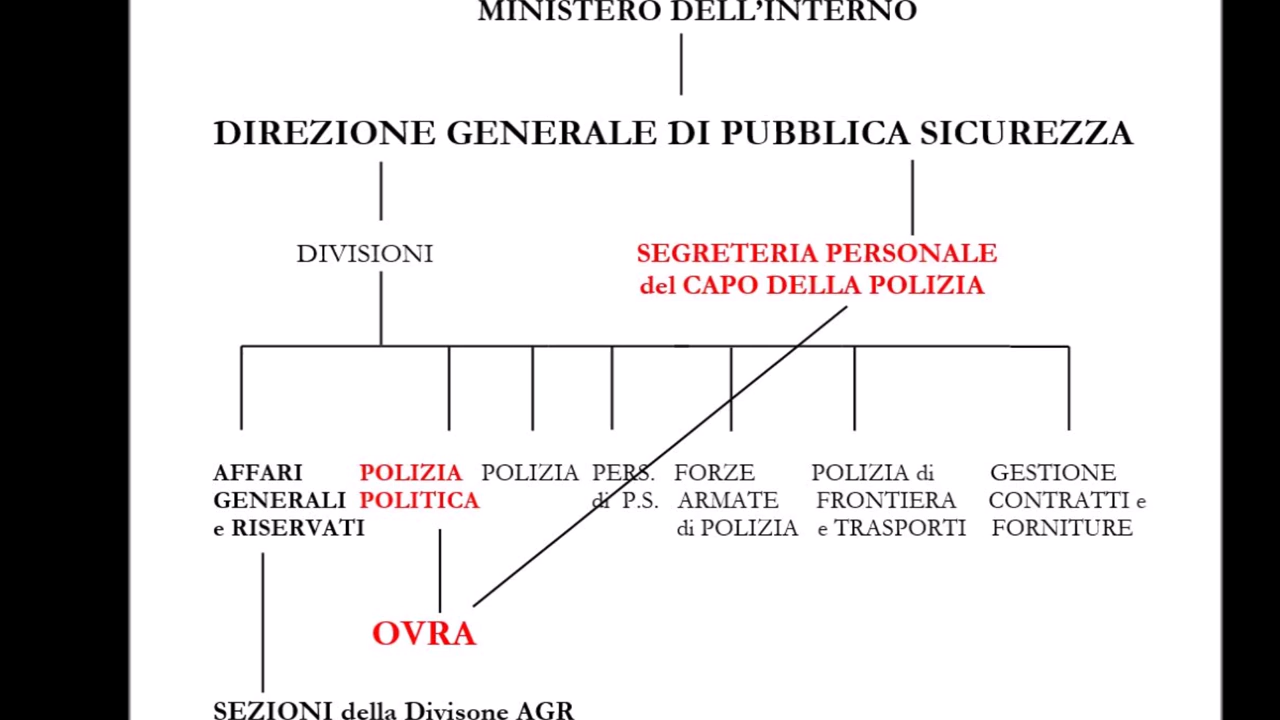 MINISTERO DELL'INTERNO
DIREZIONE GENERALE DI PUBBLICA SICUREZZA
DIVISIONI
SEGRETERIA PERSONALE
del CAPO DELLA POLIZIA
AFFARI
GENERALI
e RISERVATI
POLIZIA
POLITICA
POLIZIA
PERS.
di P.S.
FORZE
ARMATE
di POLIZIA
POLIZIA di
FRONTIERA
e TRASPORTI
GESTIONE
CONTRATTI e
FORNITURE
OVRA
SEZIONI della Divisone AGR